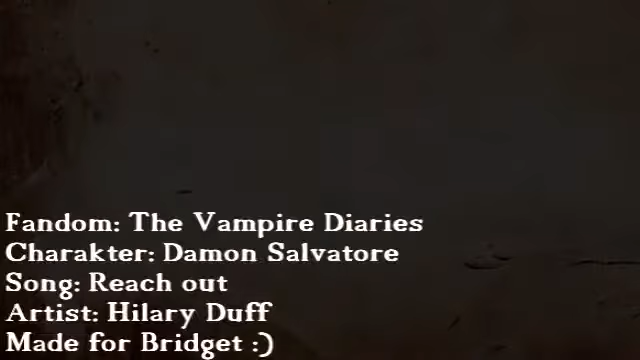 Fandom: The Vampire Diaries
Charakter: Damon Salvatore
Song: Reach out
Artist: Hilary Duff
Made for Bridget :)